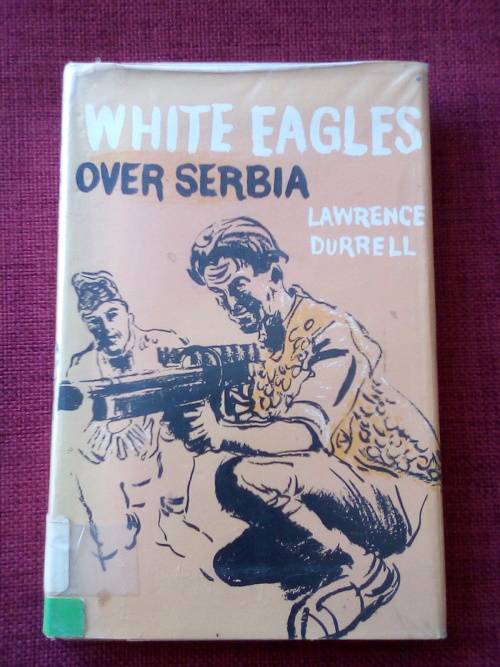 WHITE EAGLES
OVER SERBIA
LAWRENCE
DURRELL